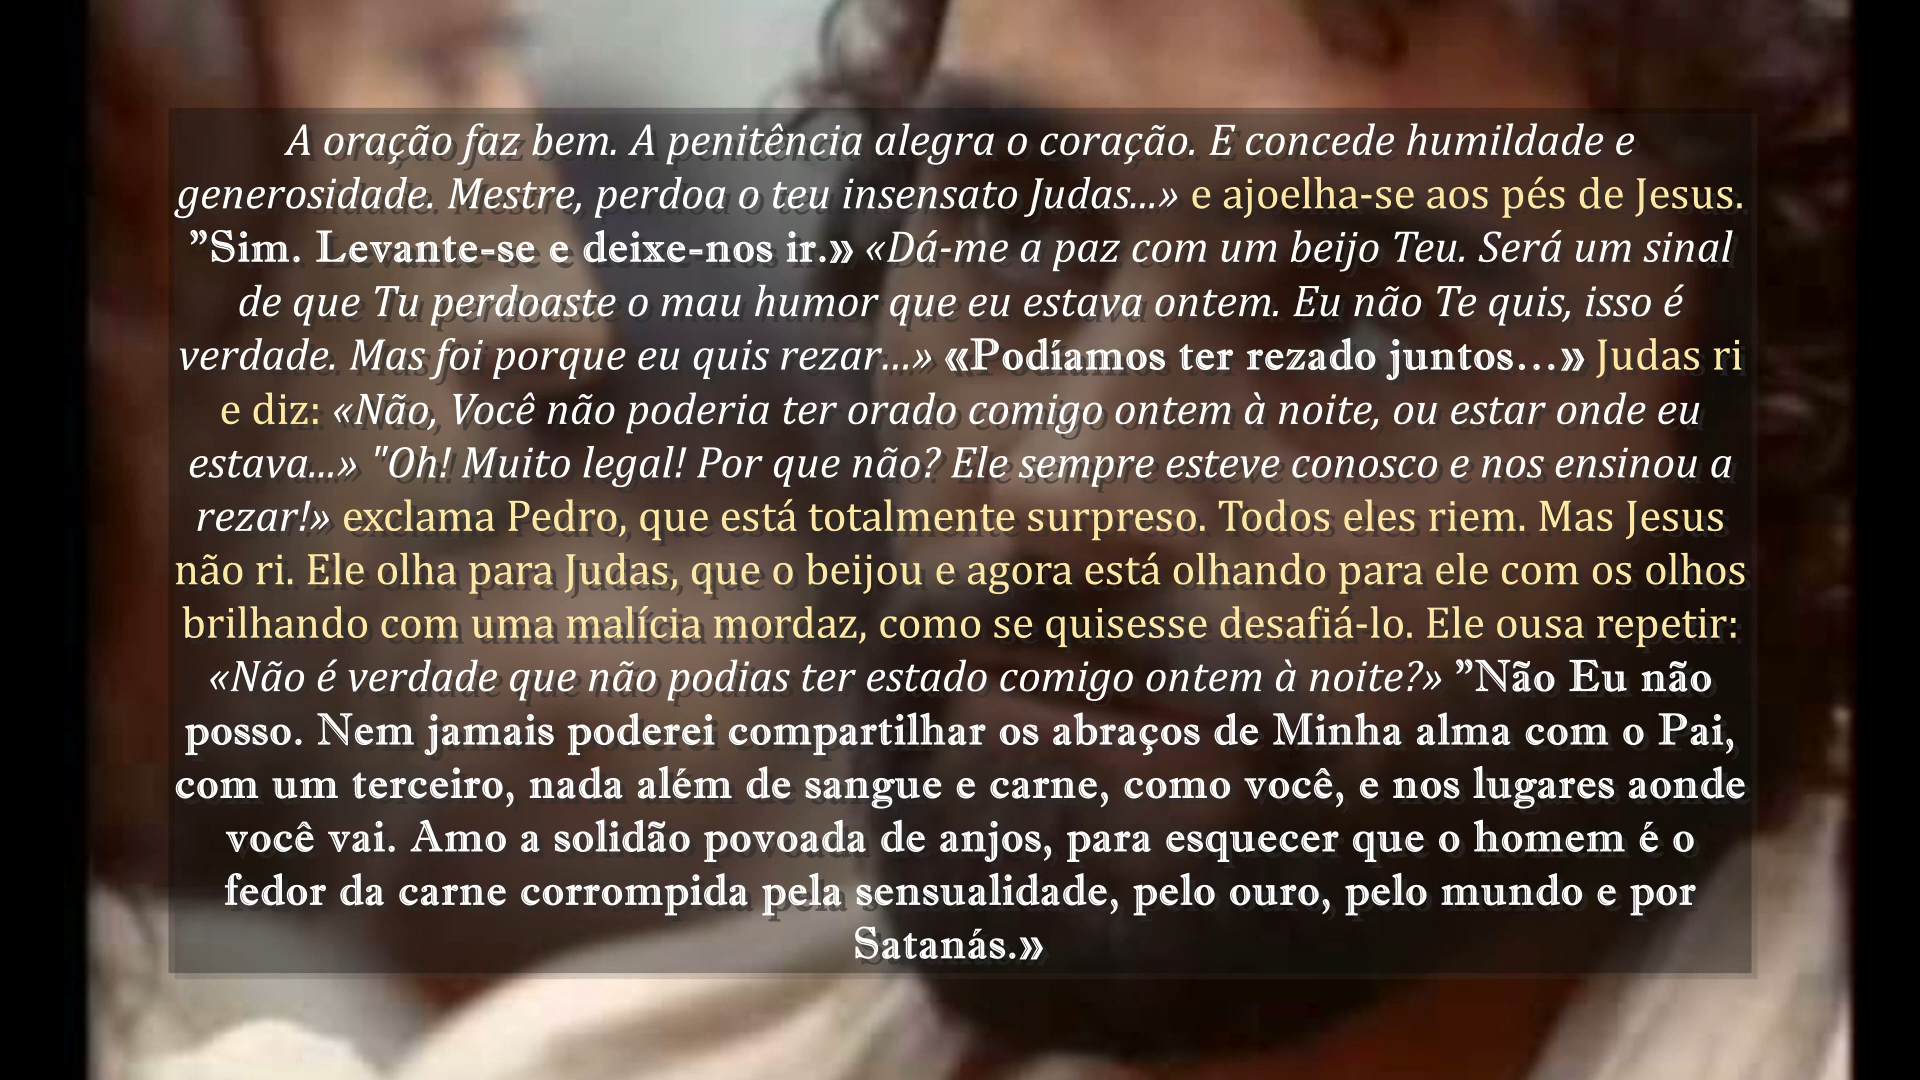 A oração faz bem. A penitência alegra o coração. E concede humildade e
generosidade. Mestre, perdoa o teu insensato Judas...» e ajoelha-se aos pés de Jesus.
”Sim. Levante-se e deixe-nos ir.» «Dá-me a paz com um beijo Teu. Será um sinal
de que Tu perdoaste o mau humor que eu estava ontem. Eu não Te quis, isso é
verdade. Mas foi porque eu quis rezar...» «Podíamos ter rezado juntos...» Judas ri
e diz: «Não, Você não poderia ter orado comigo ontem à noite, ou estar onde eu
estava...» "Oh! Muito legal! Por que não? Ele sempre esteve conosco e nos ensinou a
rezar!» exclama Pedro, que está totalmente surpreso. Todos eles riem. Mas Jesus
não ri. Ele olha para Judas, que o beijou e agora está olhando para ele com os olhos
brilhando com uma malícia mordaz, como se quisesse desafiá-lo. Ele ousa repetir:
«Não é verdade que não podias ter estado comigo ontem à noite?» ”Não Eu não
posso. Nem jamais poderei compartilhar os abraços de Minha alma com o Pai,
com um terceiro, nada além de sangue e carne, como você, e nos lugares aonde
você vai. Amo a solidão povoada de anjos, para esquecer que o homem é o
fedor da carne corrompida pela sensualidade, pelo ouro, pelo mundo e por
Satanás.»